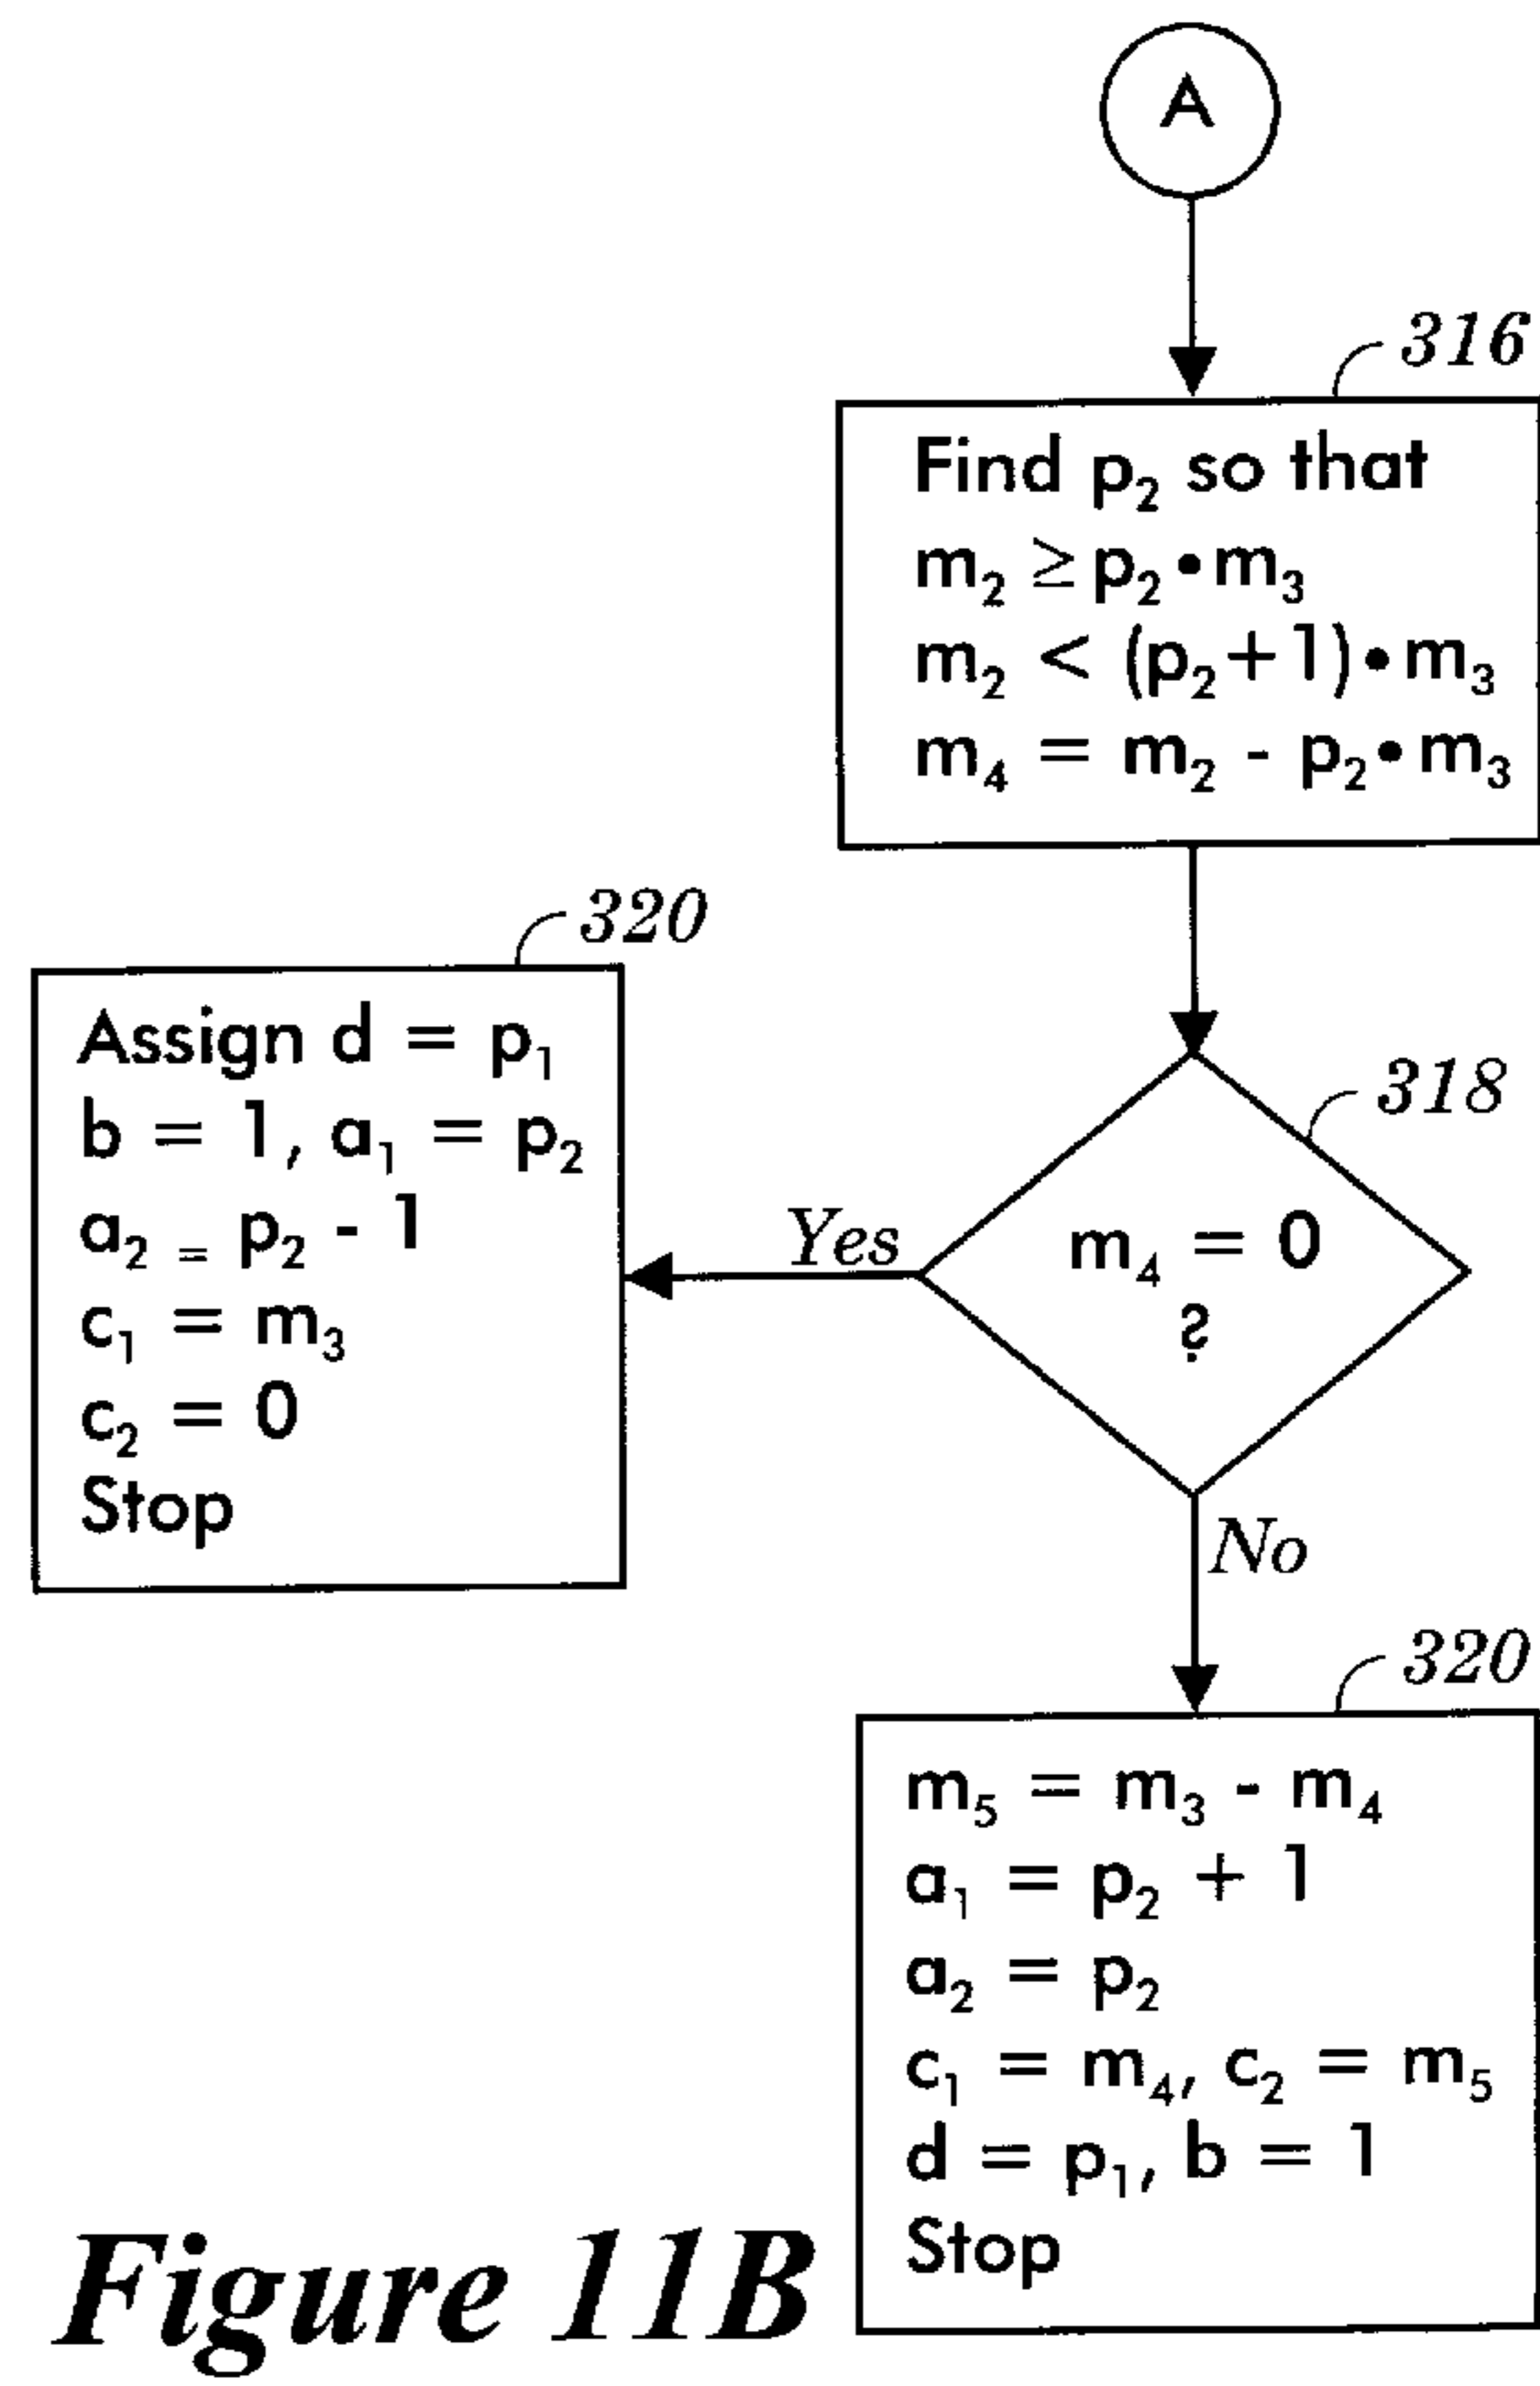 A
316
Find p₂ so that
m₂ ≥ p₂•m₃
m₂ < (p₂+1)•m₃
m₄ = m₂ - p₂•m₃
320
Assign d = p₁
b = 1, a₁ = p₂
a₂ = p₂ - 1
c₁ = m₃
c₂ = 0
Stop
318
m₄ = 0
?
Yes
No
320
m₅ = m₃ - m₄
a₁ = p₂ + 1
a₂ = p₂
c₁ = m₄, c₂ = m₅
d = p₁, b = 1
Stop
Figure 11B